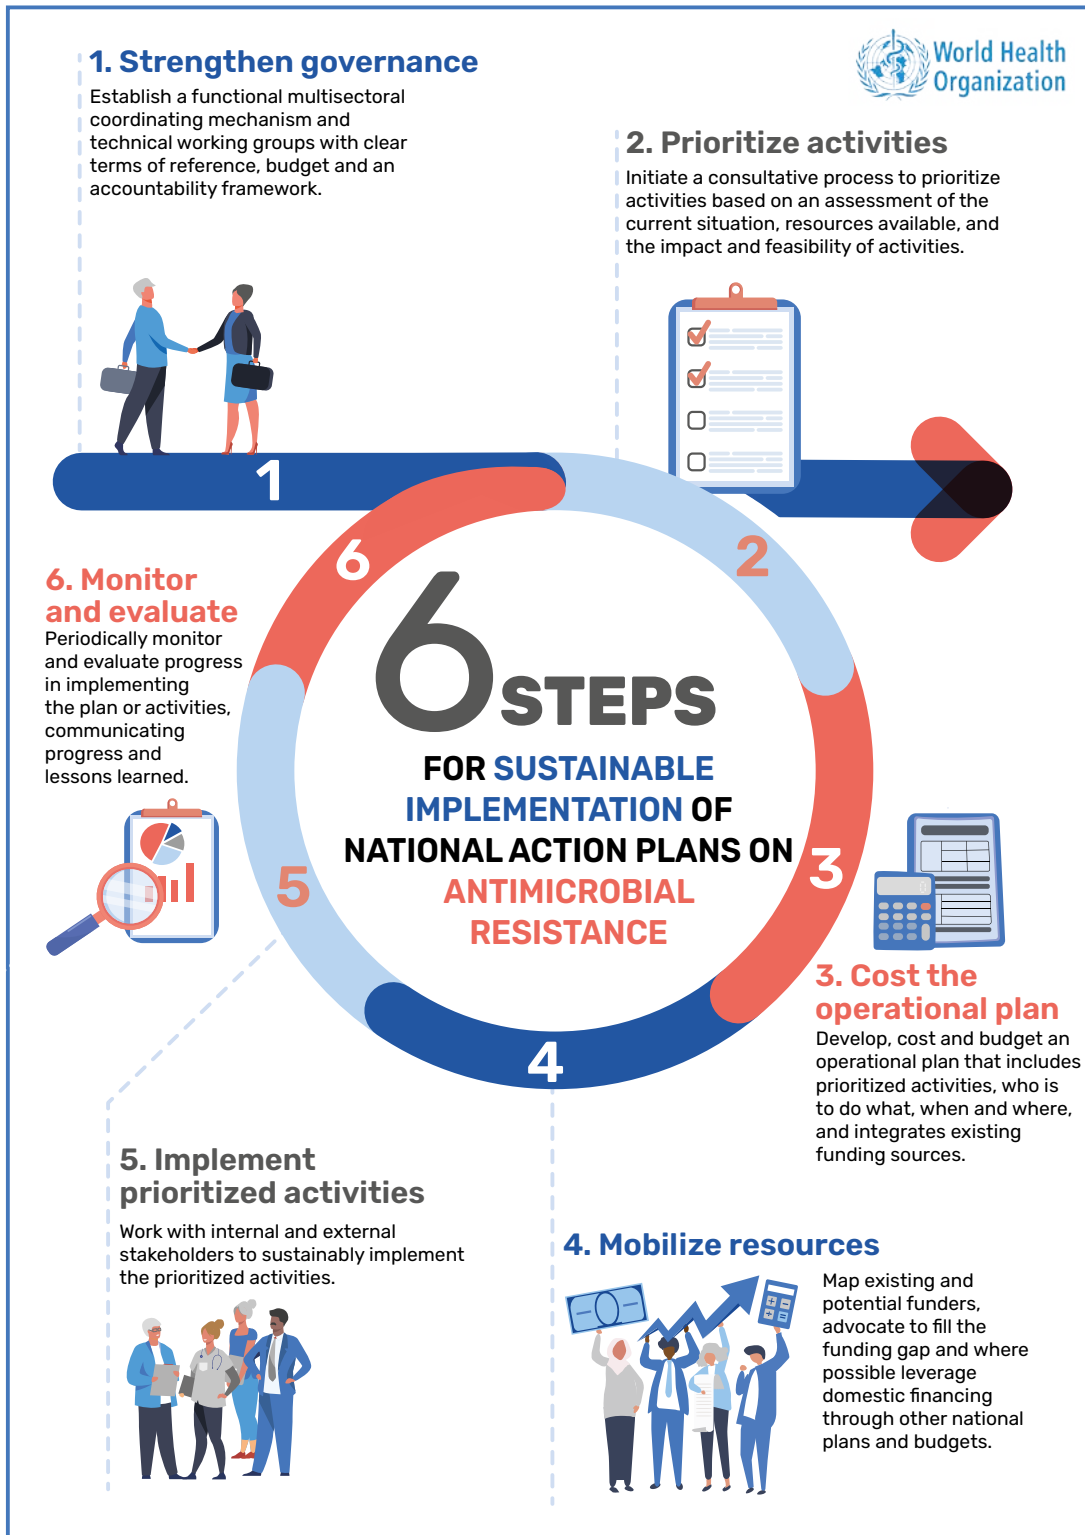 1. Strengthen governance
Establish a functional multisectoral
coordinating mechanism and
technical working groups with clear
terms of reference, budget and an
accountability framework.
World Health
Organization
2. Prioritize activities
Initiate a consultative process to prioritize
activities based on an assessment of the
current situation, resources available, and
the impact and feasibility of activities.
1
2
6
6. Monitor
and evaluate
Periodically monitor
and evaluate progress
in implementing
the plan or activities,
communicating
progress and
lessons learned.
6 STEPS
FOR SUSTAINABLE
IMPLEMENTATION OF
NATIONAL ACTION PLANS ON
ANTIMICROBIAL
RESISTANCE
3
5
4
3. Cost the
operational plan
Develop, cost and budget an
operational plan that includes
prioritized activities, who is
to do what, when and where,
and integrates existing
funding sources.
5. Implement
prioritized activities
Work with internal and external
stakeholders to sustainably implement
the prioritized activities.
4. Mobilize resources
Map existing and
potential funders,
advocate to fill the
funding gap and where
possible leverage
domestic financing
through other national
plans and budgets.